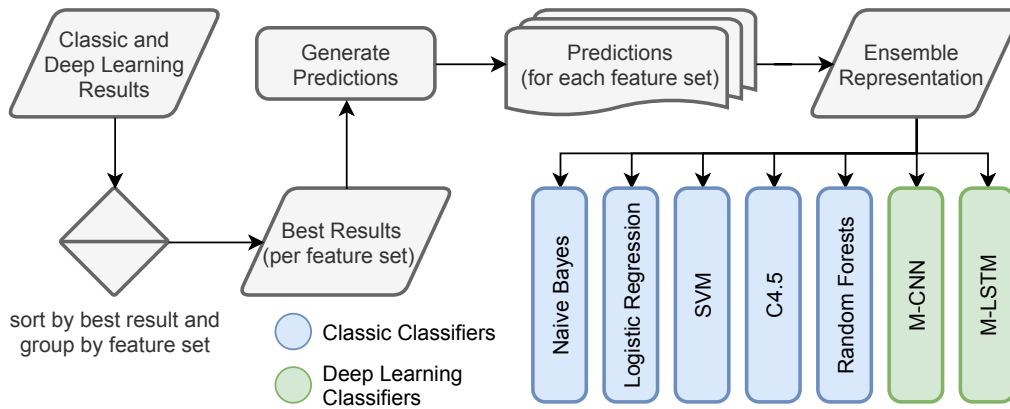 Classic and
Deep Learning
Results
Generate
Predictions
Predictions
(for each feature set)
Ensemble
Representation
Best Results
(per feature set)
sort by best result and
group by feature set
Classic Classifiers
Deep Learning
Classifiers
Naive Bayes
Logistic Regression
SVM
C4.5
Random Forests
M-CNN
M-LSTM